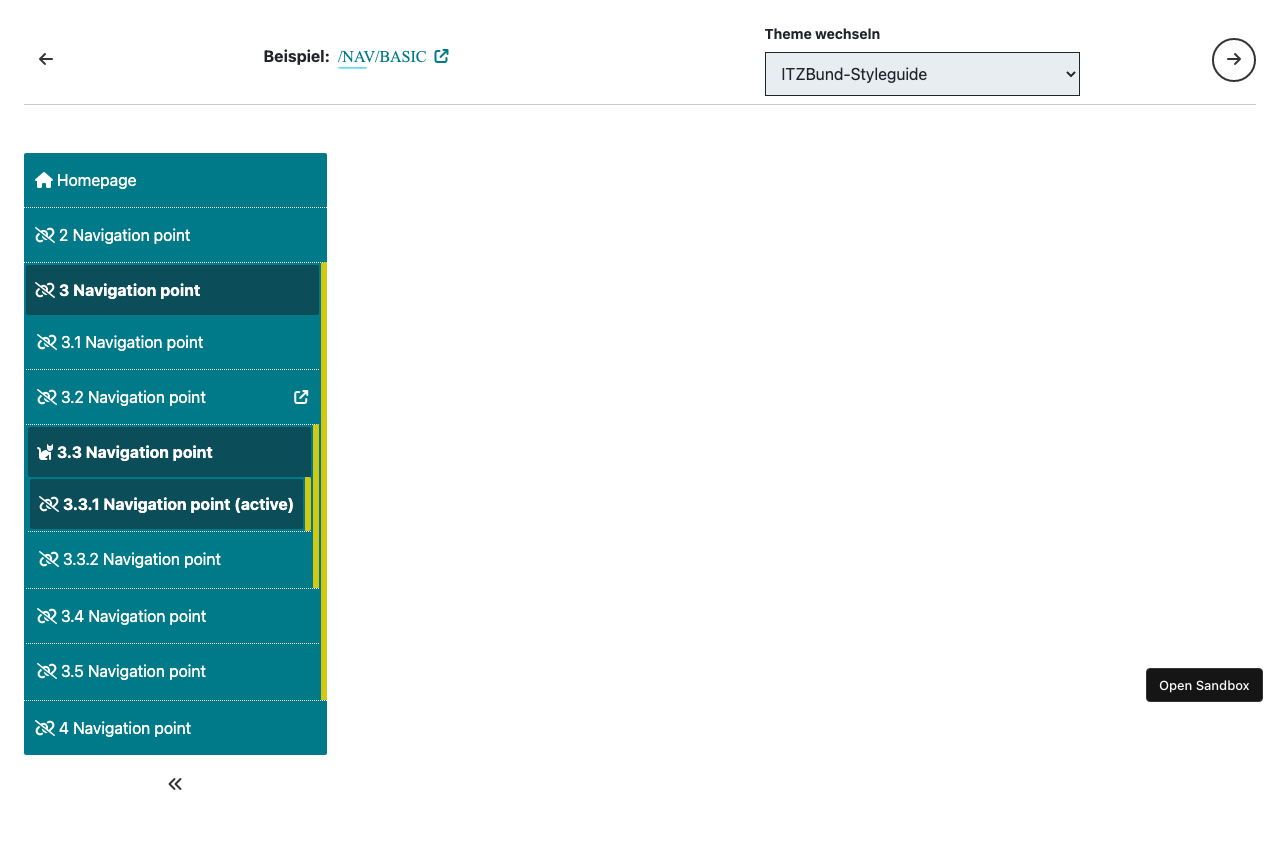 Beispiel: /NAV/BASIC
Theme wechseln
ITZBund-Styleguide
Homepage
2 Navigation point
3 Navigation point
3.1 Navigation point
3.2 Navigation point
3.3 Navigation point
3.3.1 Navigation point (active)
3.3.2 Navigation point
3.4 Navigation point
3.5 Navigation point
4 Navigation point
Open Sandbox